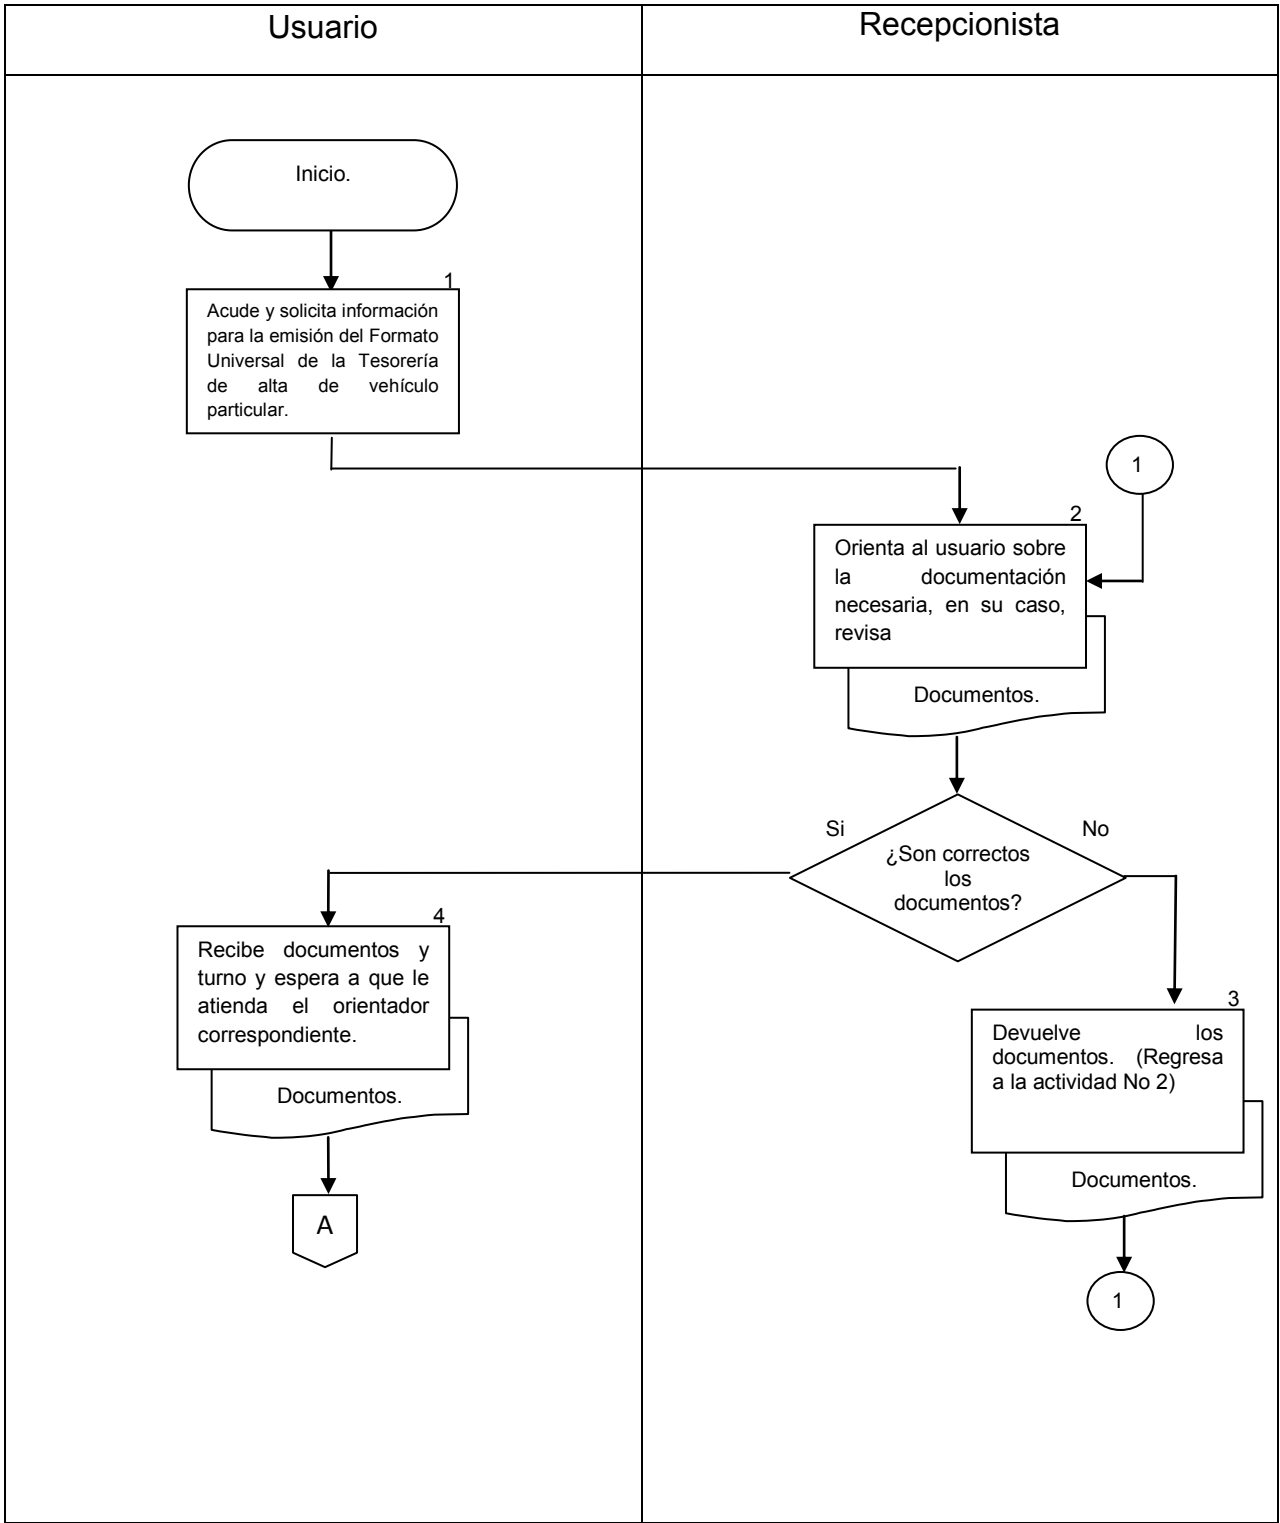 Usuario
Recepcionista
Inicio.
1
Acude y solicita información
para la emisión del Formato
Universal de la Tesorería
de alta de vehículo
particular.
1
2
Orienta al usuario sobre
la documentación
necesaria, en su caso,
revisa
Documentos.
Si
No
¿Son correctos
los
documentos?
4
Recibe documentos y
turno y espera a que le
atienda el orientador
correspondiente.
Documentos.
A
3
Devuelve los
documentos. (Regresa
a la actividad No 2)
Documentos.
1